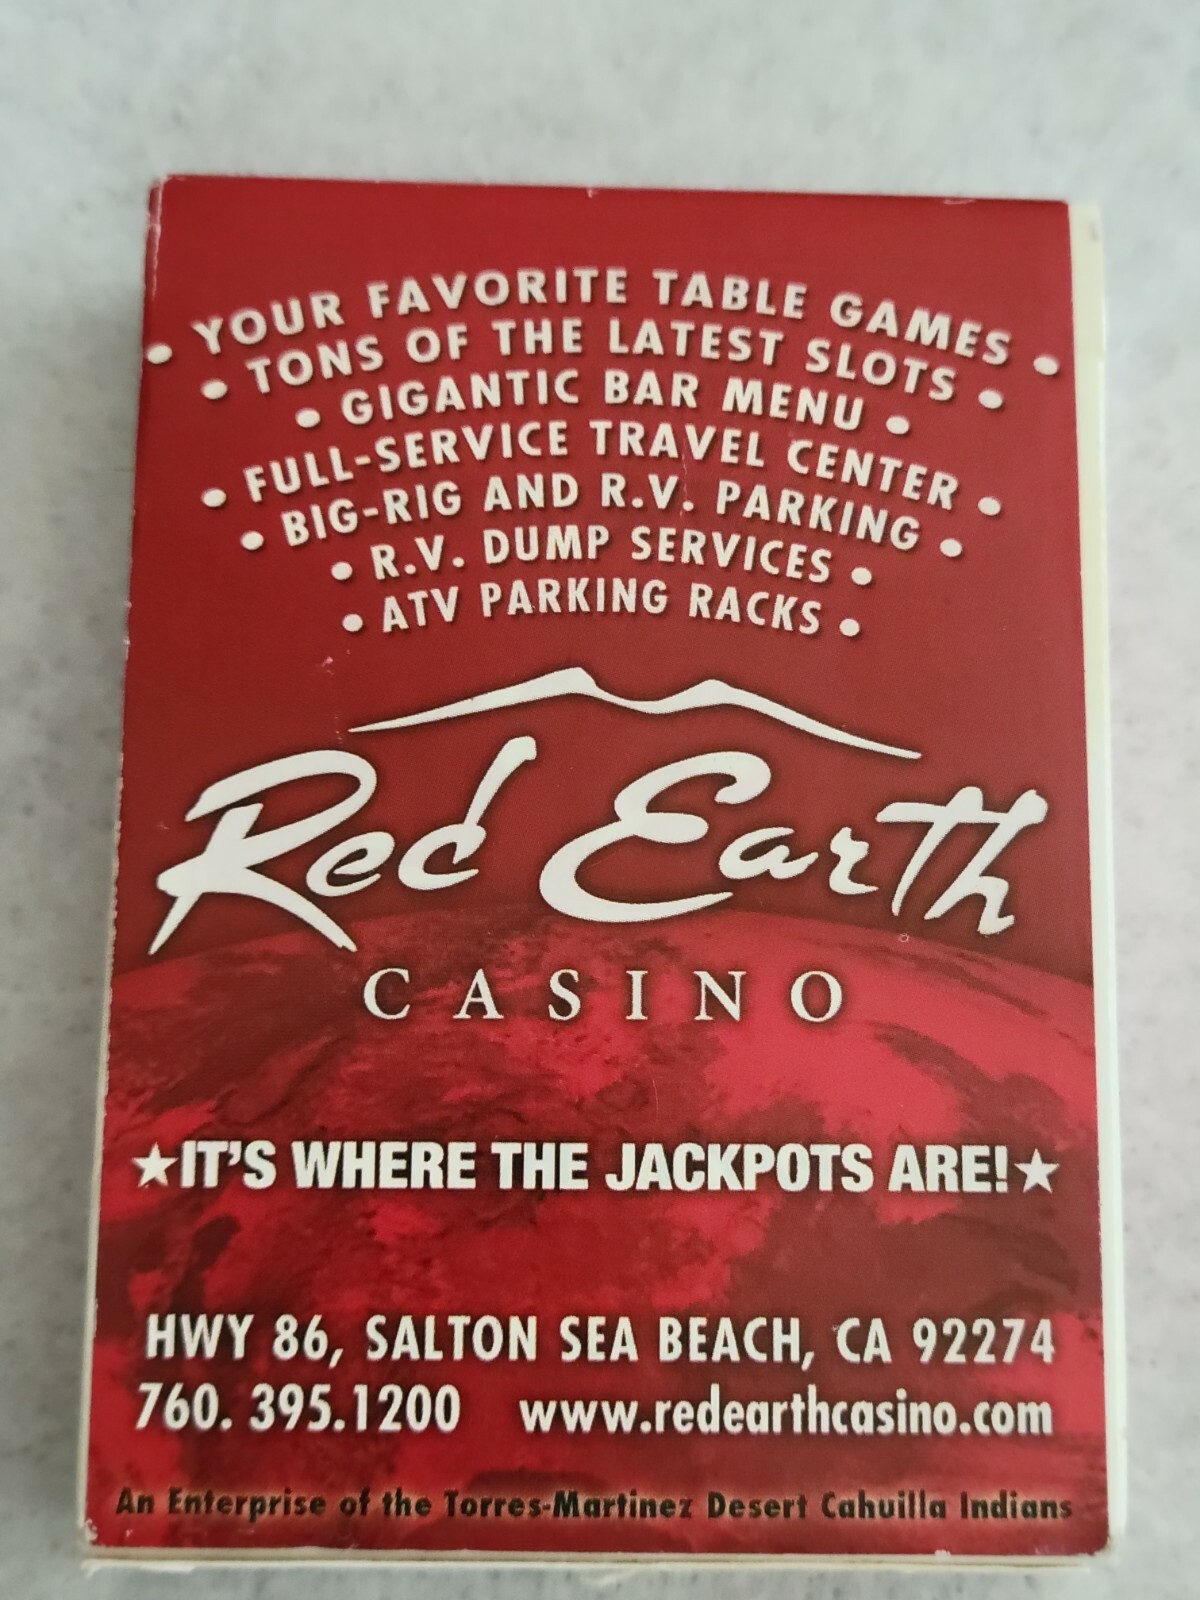 • YOUR FAVORITE TABLE GAMES •
• TONS OF THE LATEST SLOTS •
• GIGANTIC BAR MENU •
• FULL-SERVICE TRAVEL CENTER •
• BIG-RIG AND R.V. PARKING •
• R.V. DUMP SERVICES •
• ATV PARKING RACKS •
Red Earth
CASINO
★IT'S WHERE THE JACKPOTS ARE!★
HWY 86, SALTON SEA BEACH, CA 92274
760. 395.1200 www.redearthcasino.com
An Enterprise of the Torres-Martinez Desert Cahuilla Indians